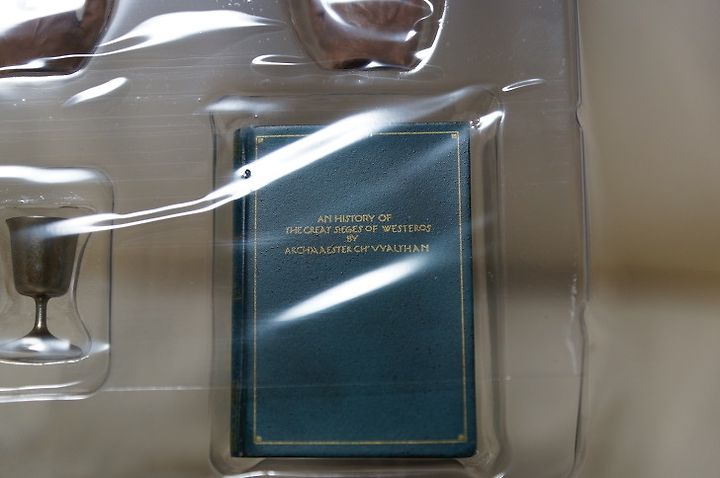 AN HISTORY OF
THE GREAT SIEGES OF WESTEROS
BY
ARCHMAESTER CH'VYALTHAN